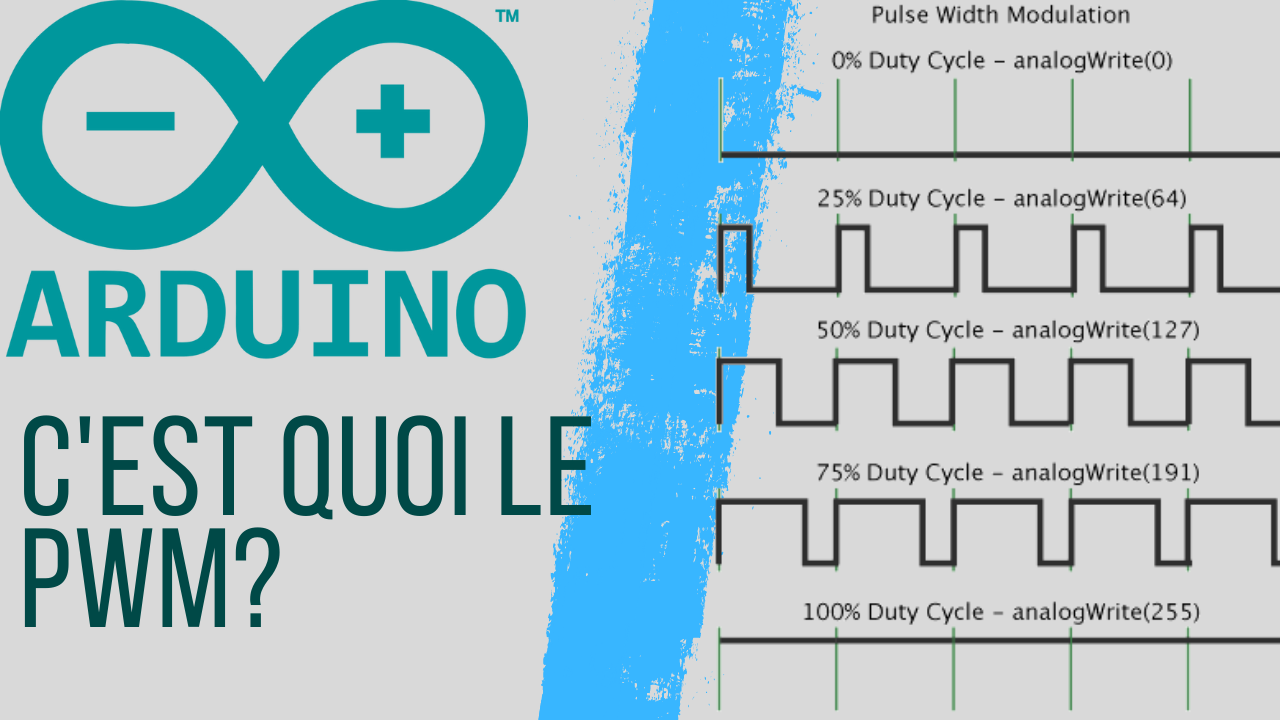 TM
ARDUINO
C'EST QUOI LE
PWM?
Pulse Width Modulation
0% Duty Cycle – analogWrite(0)
25% Duty Cycle – analogWrite(64)
50% Duty Cycle – analogWrite(127)
75% Duty Cycle – analogWrite(191)
100% Duty Cycle – analogWrite(255)